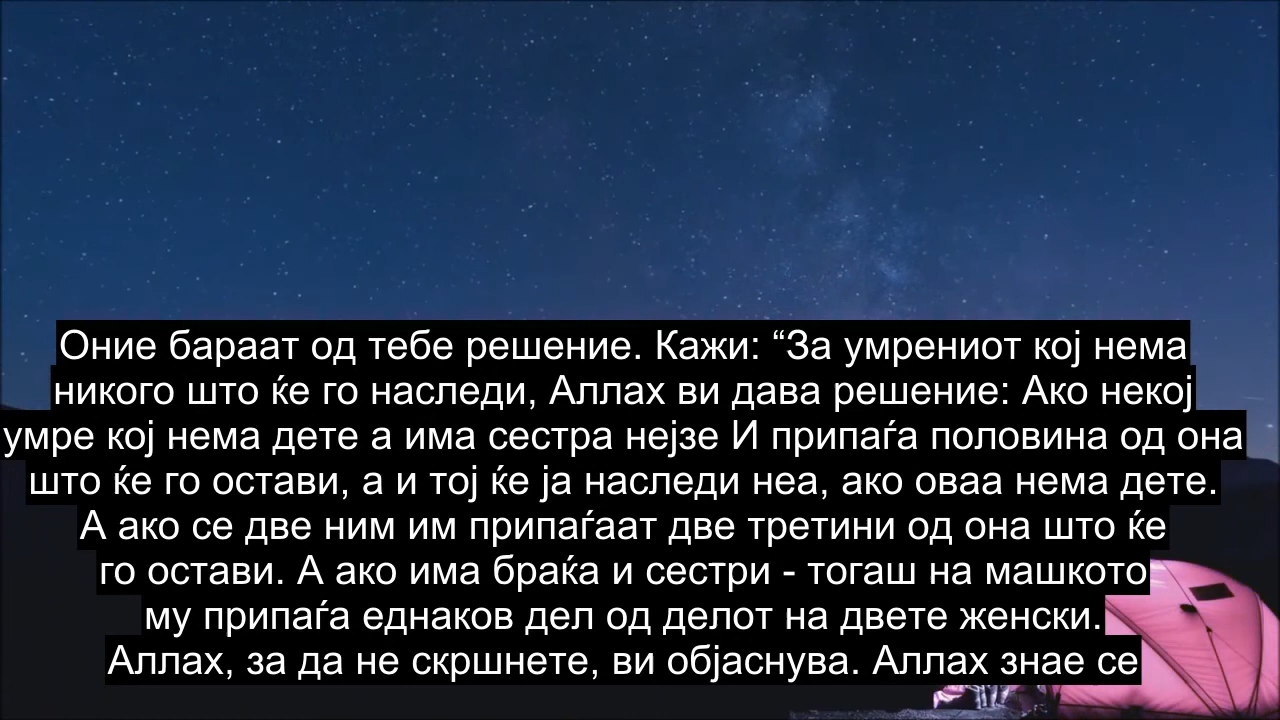 Оние бараат од тебе решение. Кажи: “За умрениот кој нема
никого што ќе го наследи, Аллах ви дава решение: Ако некој
умре кој нема дете а има сестра нејзе И припаѓа половина од она
што ќе го остави, а и тој ќе ја наследи неа, ако оваа нема дете.
А ако се две ним им припаѓаат две третини од она што ќе
го остави. А ако има браќа и сестри - тогаш на машкото
му припаѓа еднаков дел од делот на двете женски.
Аллах, за да не скршнете, ви објаснува. Аллах знае се